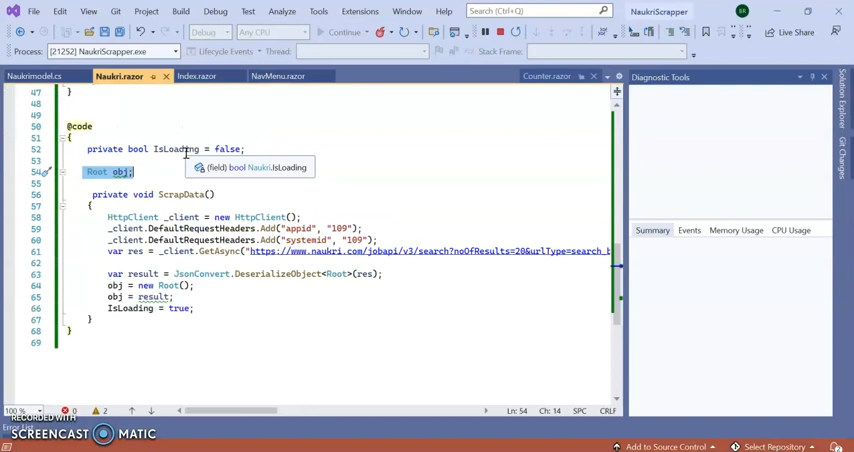 File Edit View Git Project Build Debug Test Analyze Tools Extensions Window Help Search (Ctrl+Q) NaukriScrapper BR
Debug Any CPU Continue Live Share
Process: [21252] NaukriScrapper.exe Lifecycle Events Thread: Stack Frame:
Naukrimodel.cs Naukri.razor Index.razor NavMenu.razor Counter.razor Diagnostic Tools
47 }
48
49
50 @code
51 {
52 private bool IsLoading = false;
53
(field) bool Naukri.IsLoading
54 Root obj;
55
56 private void ScrapData()
57 {
58 HttpClient _client = new HttpClient();
59 _client.DefaultRequestHeaders.Add("appid", "109");
60 _client.DefaultRequestHeaders.Add("systemid", "109");
61 var res = _client.GetAsync("https://www.naukri.com/jobapi/v3/search?noOfResults=20&urlType=search_b
62
63 var result = JsonConvert.DeserializeObject<Root>(res);
64 obj = new Root();
65 obj = result;
66 IsLoading = true;
67 }
68 }
69
Summary Events Memory Usage CPU Usage
Solution Explorer
Git Changes
100 % 0 2 Ln: 54 Ch: 14 SPC CRLF
Error List
RECORDED WITH
SCREENCAST MATIC
Add to Source Control Select Repository 2